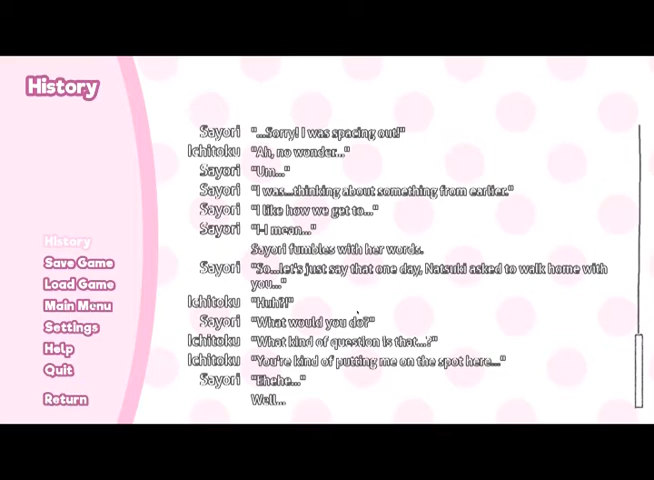 History
Sayori "...Sorry! I was spacing out!"
Ichitoku "Ah, no wonder..."
Sayori "Um..."
Sayori "I was...thinking about something from earlier."
Sayori "I like how we get to..."
Sayori "I-I mean..."
Sayori fumbles with her words.
Sayori "So...let's just say that one day, Natsuki asked to walk home with
you..."
Ichitoku "Huh?!"
Sayori "What would you do?"
Ichitoku "What kind of question is that...?"
Ichitoku "You're kind of putting me on the spot here..."
Sayori "Ehehe..."
Well...
History
Save Game
Load Game
Main Menu
Settings
Help
Quit
Return